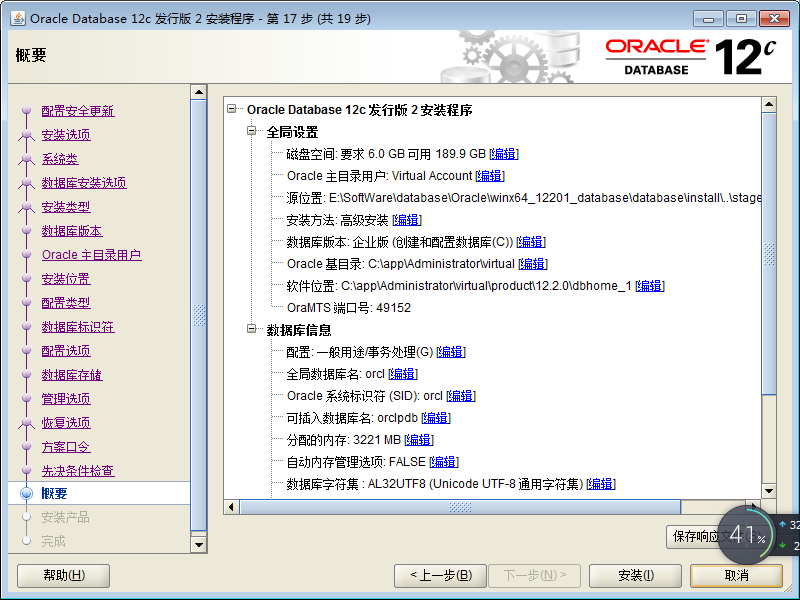 Oracle Database 12c 发行版 2 安装程序 - 第 17 步 (共 19 步)
概要
ORACLE
DATABASE
12c
配置安全更新
安装选项
系统类
数据库安装选项
安装类型
数据库版本
Oracle 主目录用户
安装位置
配置类型
数据库标识符
配置选项
数据库存储
管理选项
恢复选项
方案口令
先决条件检查
概要
安装产品
完成
Oracle Database 12c 发行版 2 安装程序
全局设置
磁盘空间: 要求 6.0 GB 可用 189.9 GB [编辑]
Oracle 主目录用户: Virtual Account [编辑]
源位置: E:\SoftWare\database\Oracle\winx64_12201_database\database\install\..\stage
安装方法: 高级安装 [编辑]
数据库版本: 企业版 (创建和配置数据库(C)) [编辑]
Oracle 基目录: C:\app\Administrator\virtual [编辑]
软件位置: C:\app\Administrator\virtual\product\12.2.0\dbhome_1 [编辑]
OraMTS 端口号: 49152
数据库信息
配置: 一般用途/事务处理(G) [编辑]
全局数据库名: orcl [编辑]
Oracle 系统标识符 (SID): orcl [编辑]
可插入数据库名: orclpdb [编辑]
分配的内存: 3221 MB [编辑]
自动内存管理选项: FALSE [编辑]
数据库字符集 : AL32UTF8 (Unicode UTF-8 通用字符集) [编辑]
保存响应文
41%
↑ 32
↓ 2
帮助(H)
< 上一步(B)
下一步(N) >
安装(I)
取消